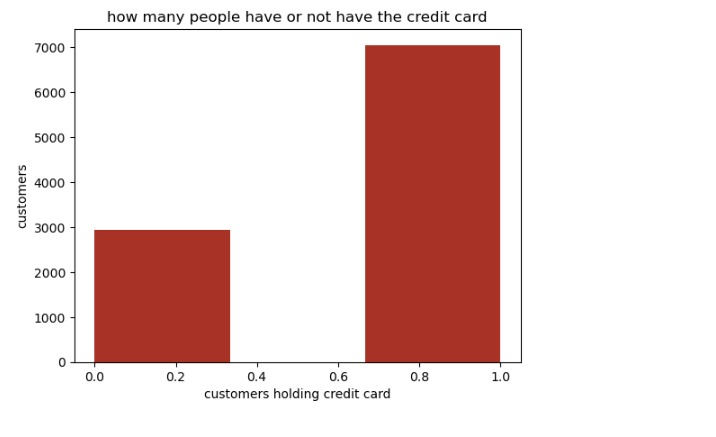 how many people have or not have the credit card
7000
6000
5000
4000
3000
2000
1000
0
customers
0.0 0.2 0.4 0.6 0.8 1.0
customers holding credit card